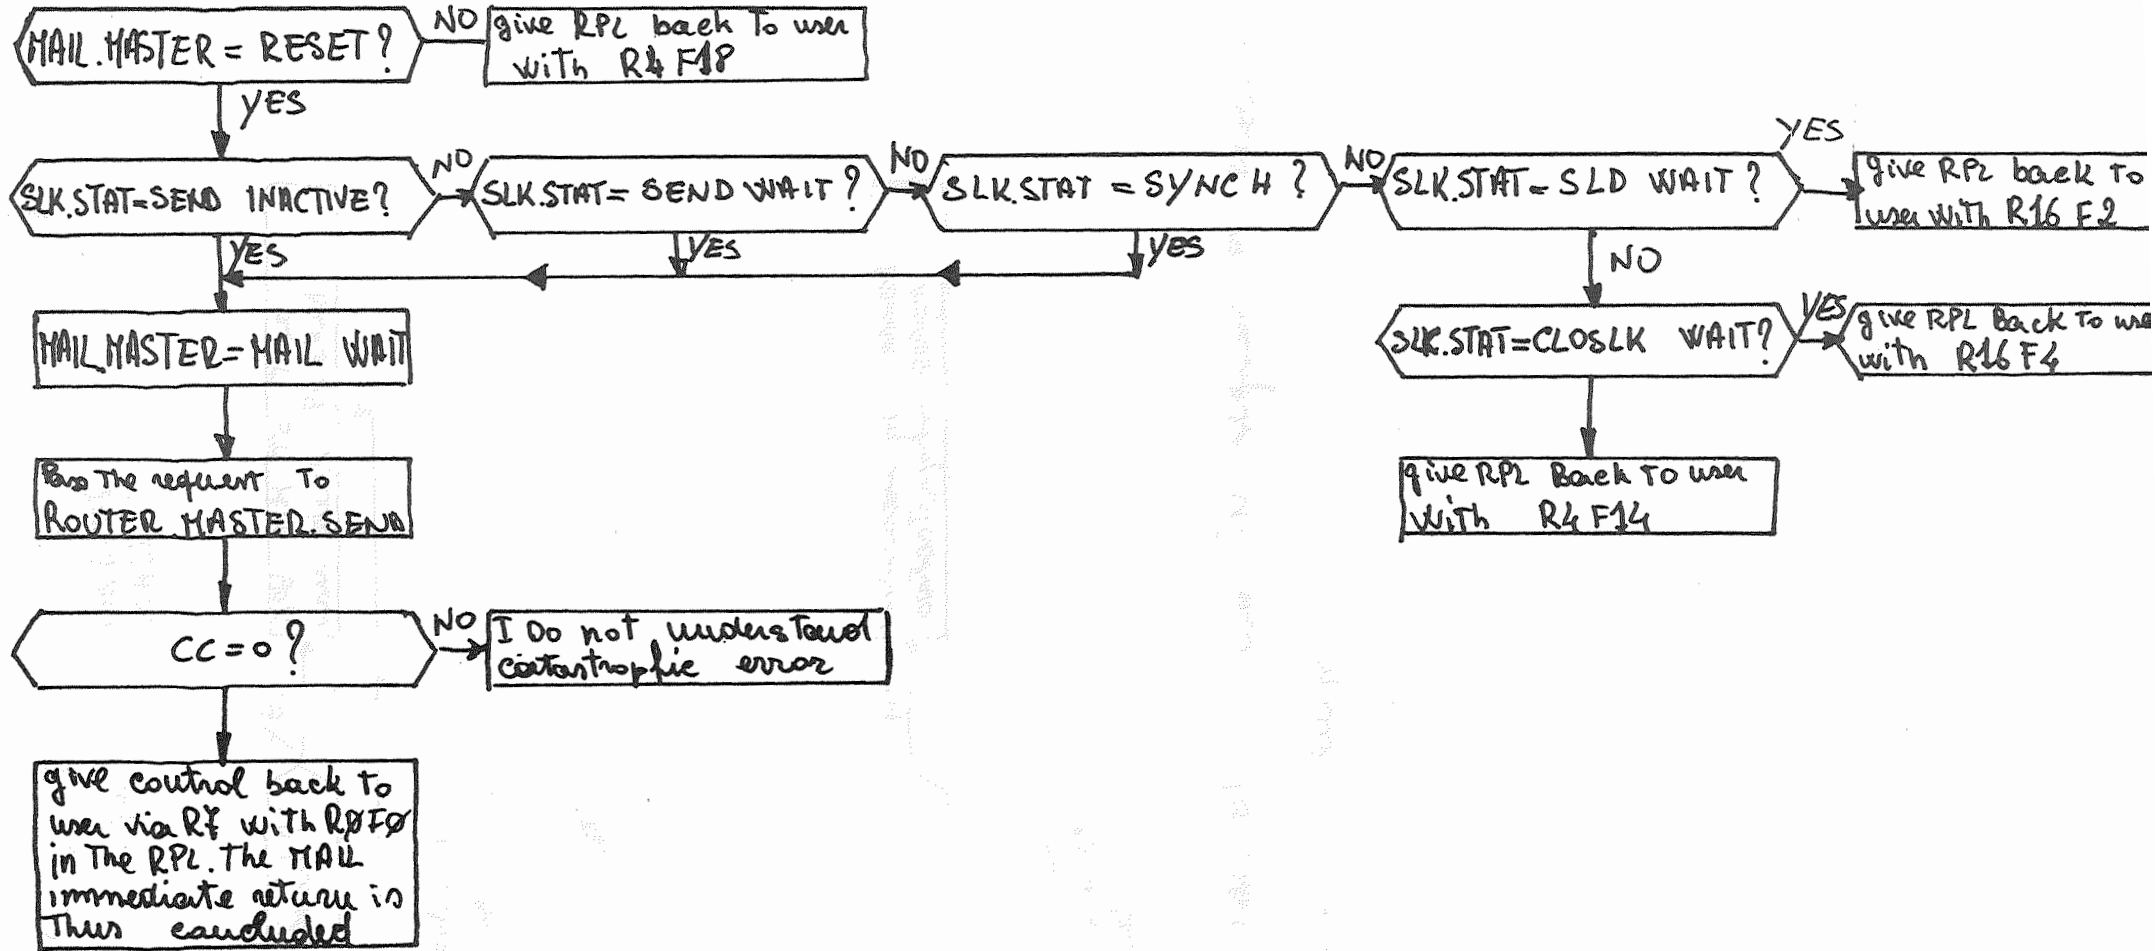 MAIL.MASTER = RESET?
NO
give RPL back to user
with R4 F18
YES
SLK.STAT=SEND INACTIVE?
NO
SLK.STAT= SEND WAIT?
NO
SLK.STAT = SYNCH ?
NO
SLK.STAT= SLD WAIT ?
YES
give RPL back to
user with R16 F2
YES
YES
YES
NO
MAIL.MASTER=MAIL WAIT
SLK.STAT=CLOSLK WAIT?
YES
give RPL Back to use
with R16 F4
Pass the request to
ROUTER.MASTER.SEND
give RPL Back to user
with R4 F14
CC=0?
NO
I Do not understand
catastrophic error
give control back to
user via with RØFØ
in the RPL. The MAIL
immediate return is
thus concluded